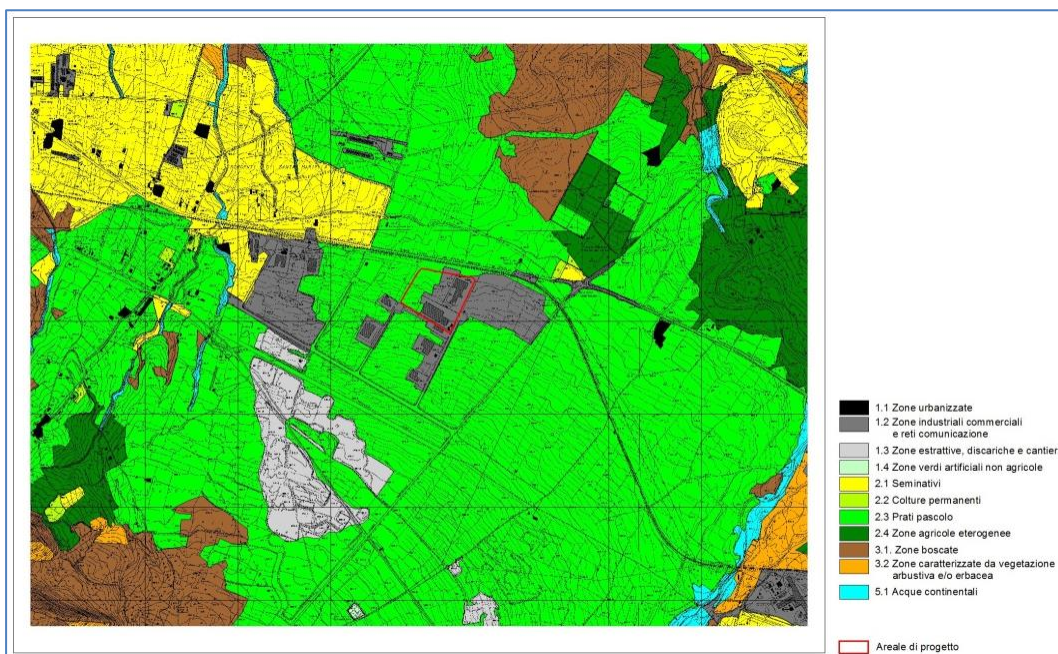 1.1 Zone urbanizzate
1.2 Zone industriali commerciali
e reti comunicazione
1.3 Zone estrattive, discariche e cantier
1.4 Zone verdi artificiali non agricole
2.1 Seminativi
2.2 Colture permanenti
2.3 Prati pascolo
2.4 Zone agricole eterogenee
3.1. Zone boscate
3.2 Zone caratterizzate da vegetazione
arbustiva e/o erbacea
5.1 Acque continentali
Areale di progetto